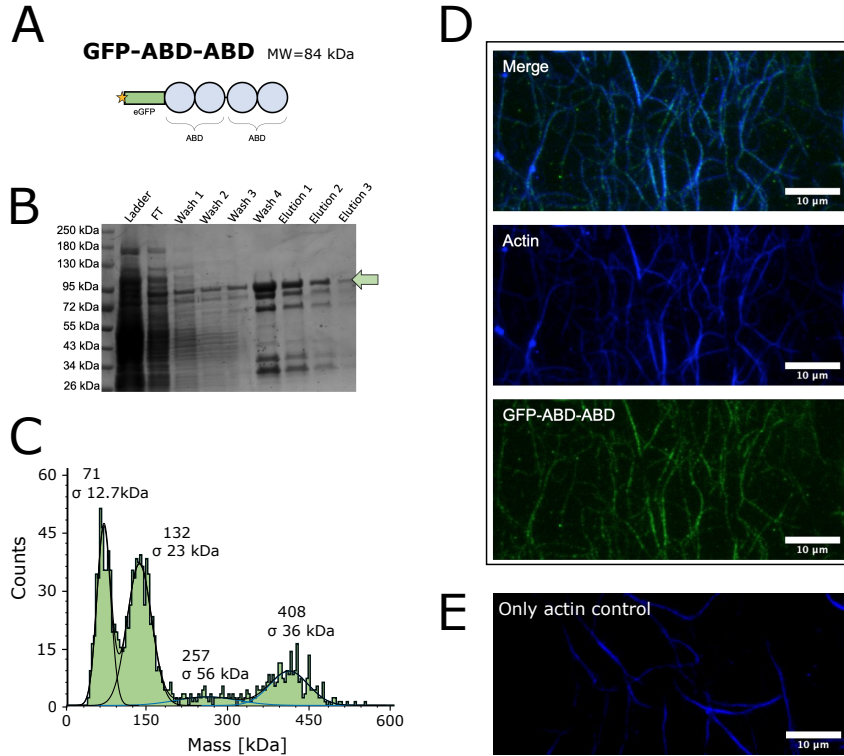 A
GFP-ABD-ABD MW=84 kDa
eGFP
ABD
ABD
B
Ladder
FT
Wash 1
Wash 2
Wash 3
Wash 4
Elution 1
Elution 2
Elution 3
250 kDa
180 kDa
130 kDa
95 kDa
72 kDa
55 kDa
43 kDa
34 kDa
26 kDa
C
60
45
30
15
0
Counts
71
σ 12.7kDa
132
σ 23 kDa
257
σ 56 kDa
408
σ 36 kDa
0
150
300
450
600
Mass [kDa]
D
Merge
10 μm
Actin
10 μm
GFP-ABD-ABD
10 μm
E
Only actin control
10 μm